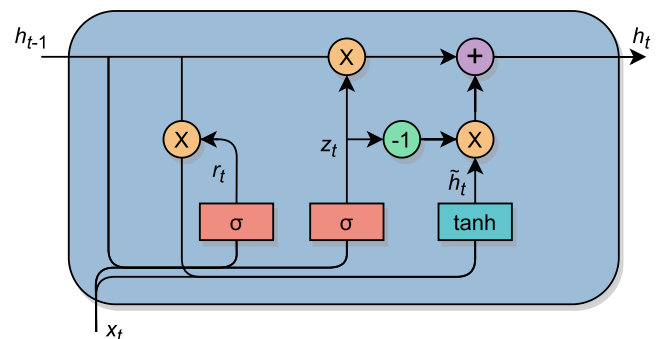 h_{t-1}
h_t
X
+
X
r_t
z_t
-1
X
h̃_t
σ
σ
tanh
x_t